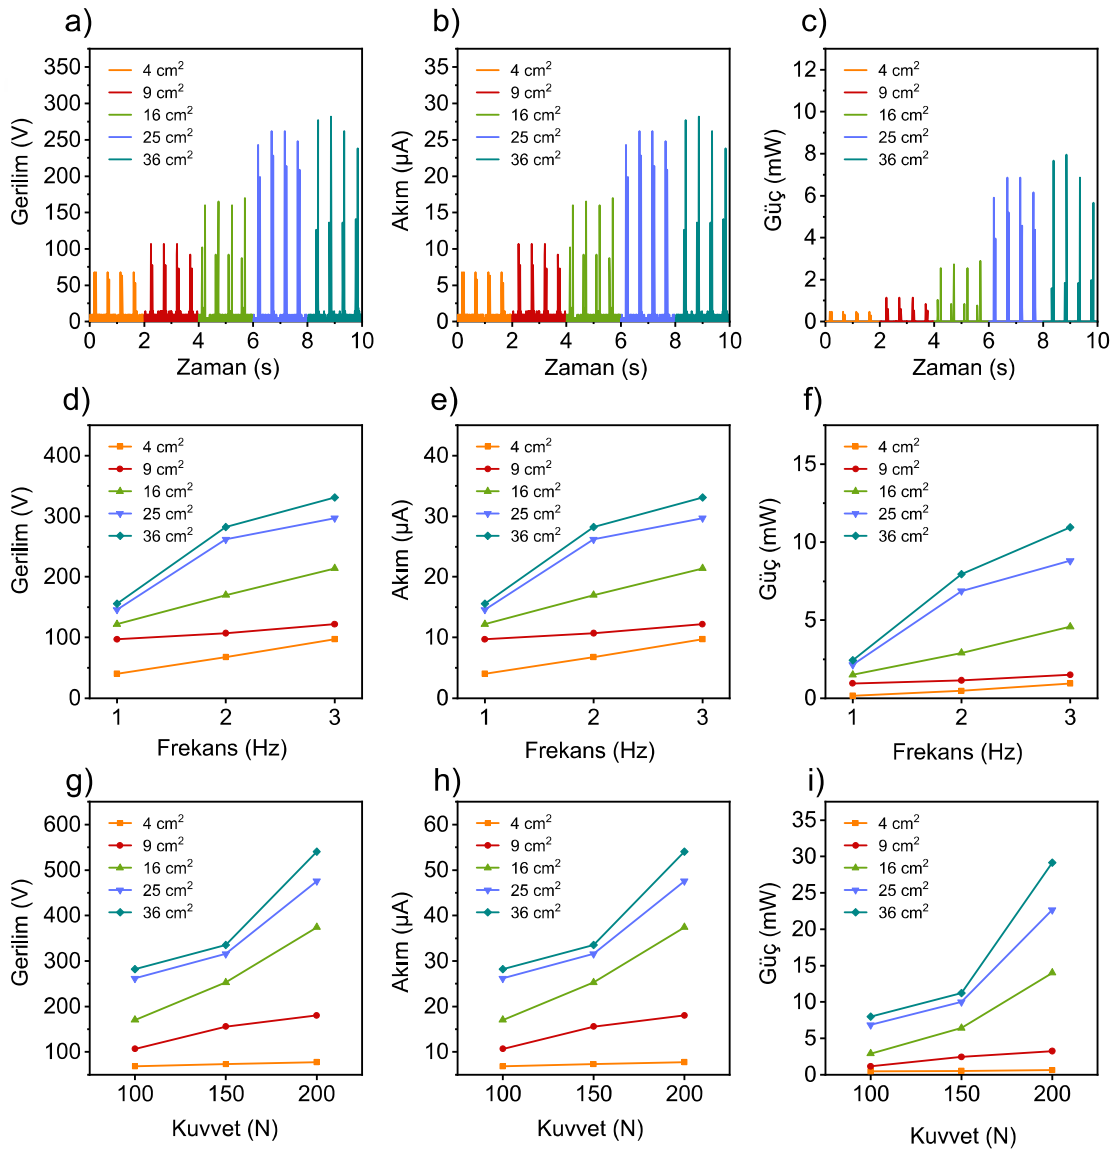 a)
350
300
250
200
150
100
50
0
Gerilim (V)
4 cm²
9 cm²
16 cm²
25 cm²
36 cm²
0 2 4 6 8 10
Zaman (s)
b)
35
30
25
20
15
10
5
0
Akım (µA)
4 cm²
9 cm²
16 cm²
25 cm²
36 cm²
0 2 4 6 8 10
Zaman (s)
c)
12
10
8
6
4
2
0
Güç (mW)
4 cm²
9 cm²
16 cm²
25 cm²
36 cm²
0 2 4 6 8 10
Zaman (s)
d)
400
300
200
100
0
Gerilim (V)
4 cm²
9 cm²
16 cm²
25 cm²
36 cm²
1 2 3
Frekans (Hz)
e)
40
30
20
10
0
Akım (µA)
4 cm²
9 cm²
16 cm²
25 cm²
36 cm²
1 2 3
Frekans (Hz)
f)
15
10
5
0
Güç (mW)
4 cm²
9 cm²
16 cm²
25 cm²
36 cm²
1 2 3
Frekans (Hz)
g)
600
500
400
300
200
100
Gerilim (V)
4 cm²
9 cm²
16 cm²
25 cm²
36 cm²
100 150 200
Kuvvet (N)
h)
60
50
40
30
20
10
Akım (µA)
4 cm²
9 cm²
16 cm²
25 cm²
36 cm²
100 150 200
Kuvvet (N)
i)
35
30
25
20
15
10
5
0
Güç (mW)
4 cm²
9 cm²
16 cm²
25 cm²
36 cm²
100 150 200
Kuvvet (N)